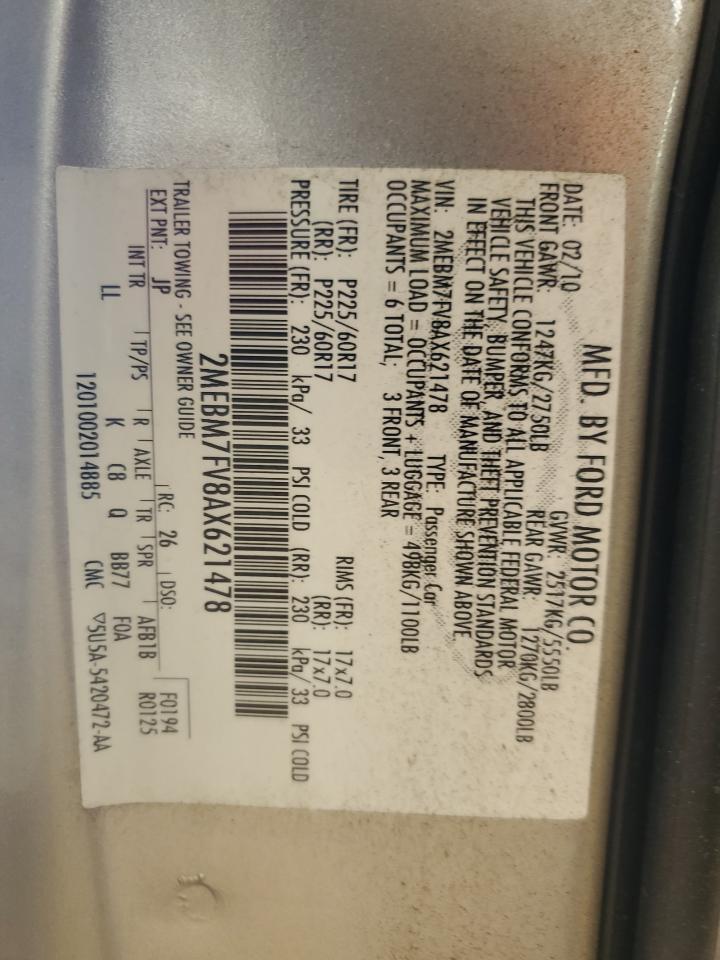 MFD. BY FORD MOTOR CO.
DATE: 02/10 GVWR: 2517KG/5550LB
FRONT GAWR: 1247KG/2750LB REAR GAWR: 1270KG/2800LB
THIS VEHICLE CONFORMS TO ALL APPLICABLE FEDERAL MOTOR
VEHICLE SAFETY, BUMPER, AND THEFT PREVENTION STANDARDS
IN EFFECT ON THE DATE OF MANUFACTURE SHOWN ABOVE.
VIN: 2MEBM7FV8AX621478 TYPE: Passenger Car
MAXIMUM LOAD = OCCUPANTS + LUGGAGE = 498KG/1100LB
OCCUPANTS = 6 TOTAL; 3 FRONT, 3 REAR
TIRE (FR): P225/60R17 RIMS (FR): 17x7.0
(RR): P225/60R17 (RR): 17x7.0
PRESSURE (FR): 230 kPa/ 33 PSI COLD (RR): 230 kPa/ 33 PSI COLD
2MEBM7FV8AX621478
TRAILER TOWING - SEE OWNER GUIDE
EXT PNT: JP RC: 26 DSO: F0194
INT TR TP/PS R AXLE TR SPR AFB1B R0125
LL K C8 Q BB77 FOA
1201002014885 CMC ▽5U5A-5420472-AA